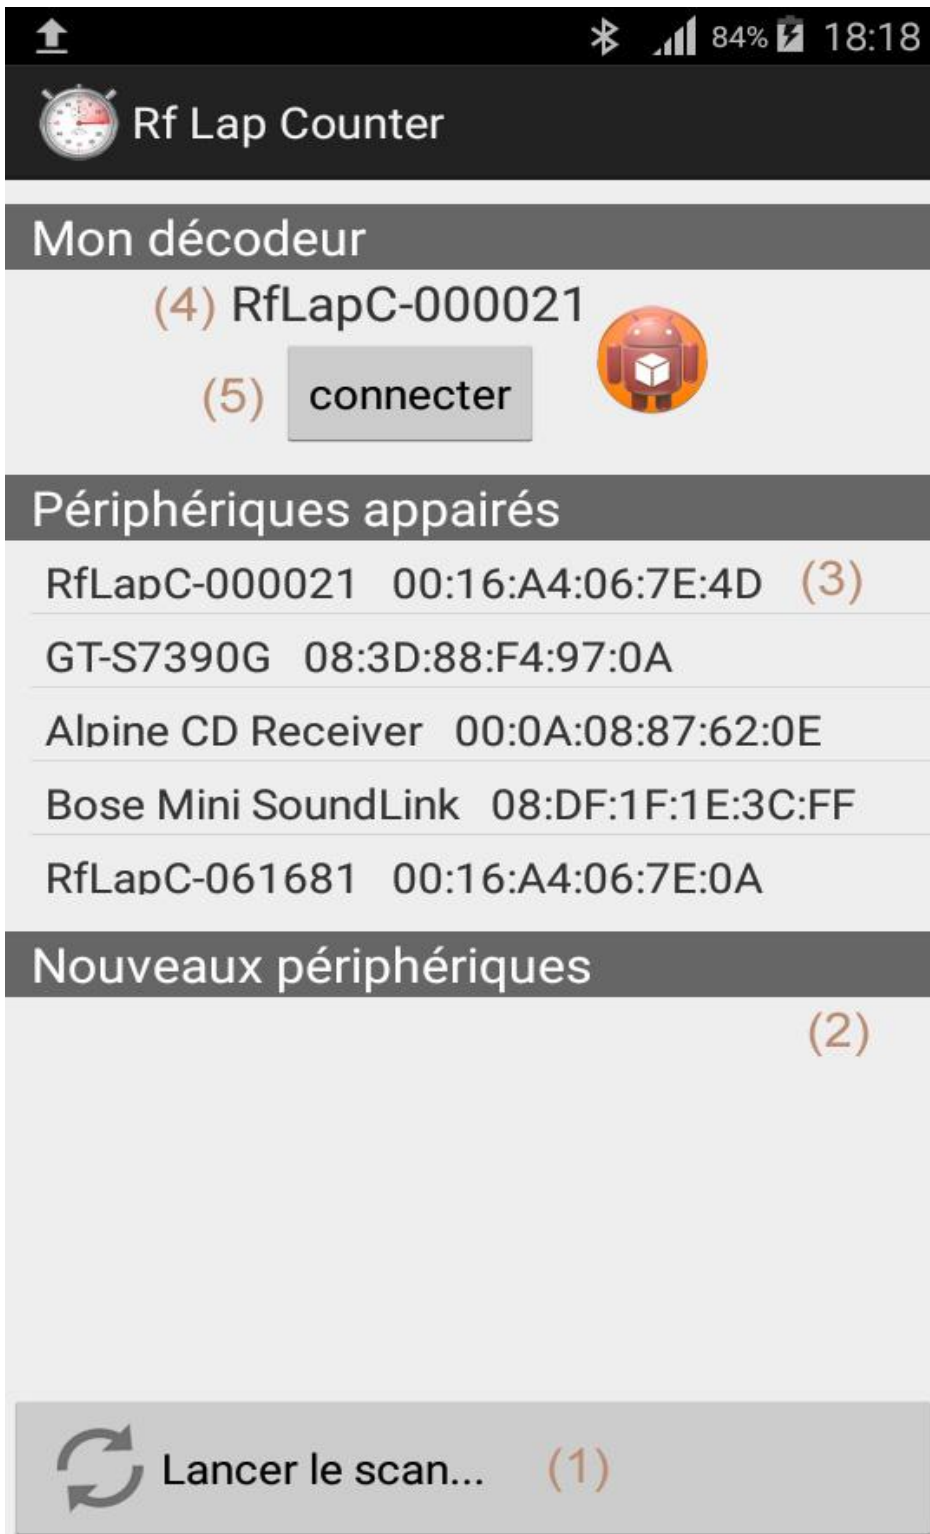 84% 18:18
Rf Lap Counter
Mon décodeur
(4) RfLapC-000021
(5) connecter
Périphériques appairés
RfLapC-000021 00:16:A4:06:7E:4D (3)
GT-S7390G 08:3D:88:F4:97:0A
Alpine CD Receiver 00:0A:08:87:62:0E
Bose Mini SoundLink 08:DF:1F:1E:3C:FF
RfLapC-061681 00:16:A4:06:7E:0A
Nouveaux périphériques
(2)
Lancer le scan... (1)